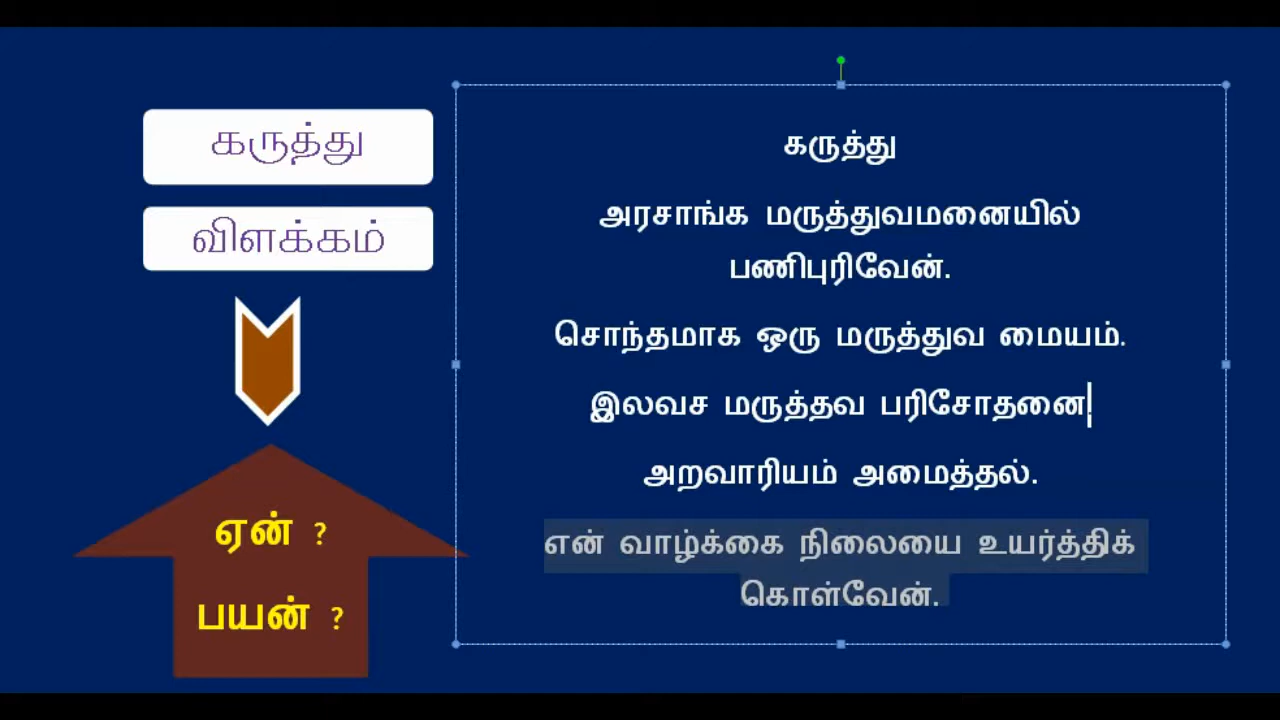 கருத்து
விளக்கம்
ஏன் ?
பயன் ?
கருத்து
அரசாங்க மருத்துவமனையில்
பணிபுரிவேன்.
சொந்தமாக ஒரு மருத்துவ மையம்.
இலவச மருத்தவ பரிசோதனை
அறவாரியம் அமைத்தல்.
என் வாழ்க்கை நிலையை உயர்த்திக்
கொள்வேன்.